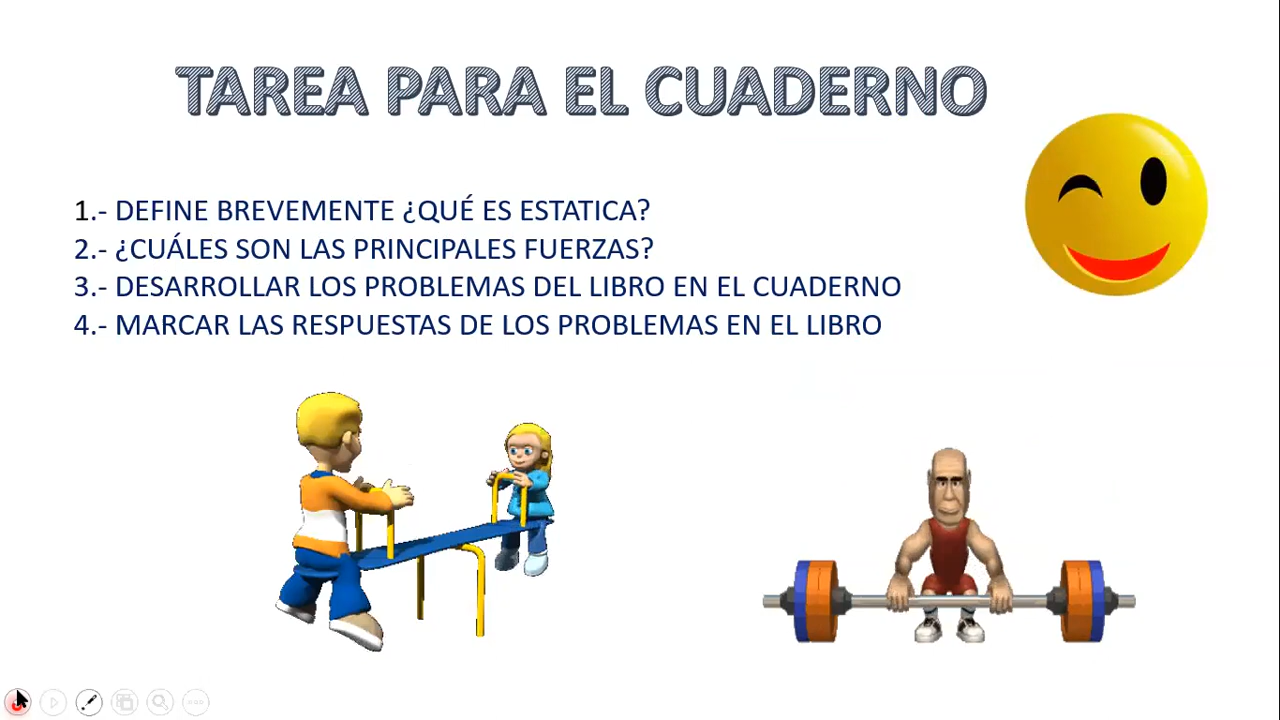 TAREA PARA EL CUADERNO
1.- DEFINE BREVEMENTE ¿QUÉ ES ESTATICA?
2.- ¿CUÁLES SON LAS PRINCIPALES FUERZAS?
3.- DESARROLLAR LOS PROBLEMAS DEL LIBRO EN EL CUADERNO
4.- MARCAR LAS RESPUESTAS DE LOS PROBLEMAS EN EL LIBRO